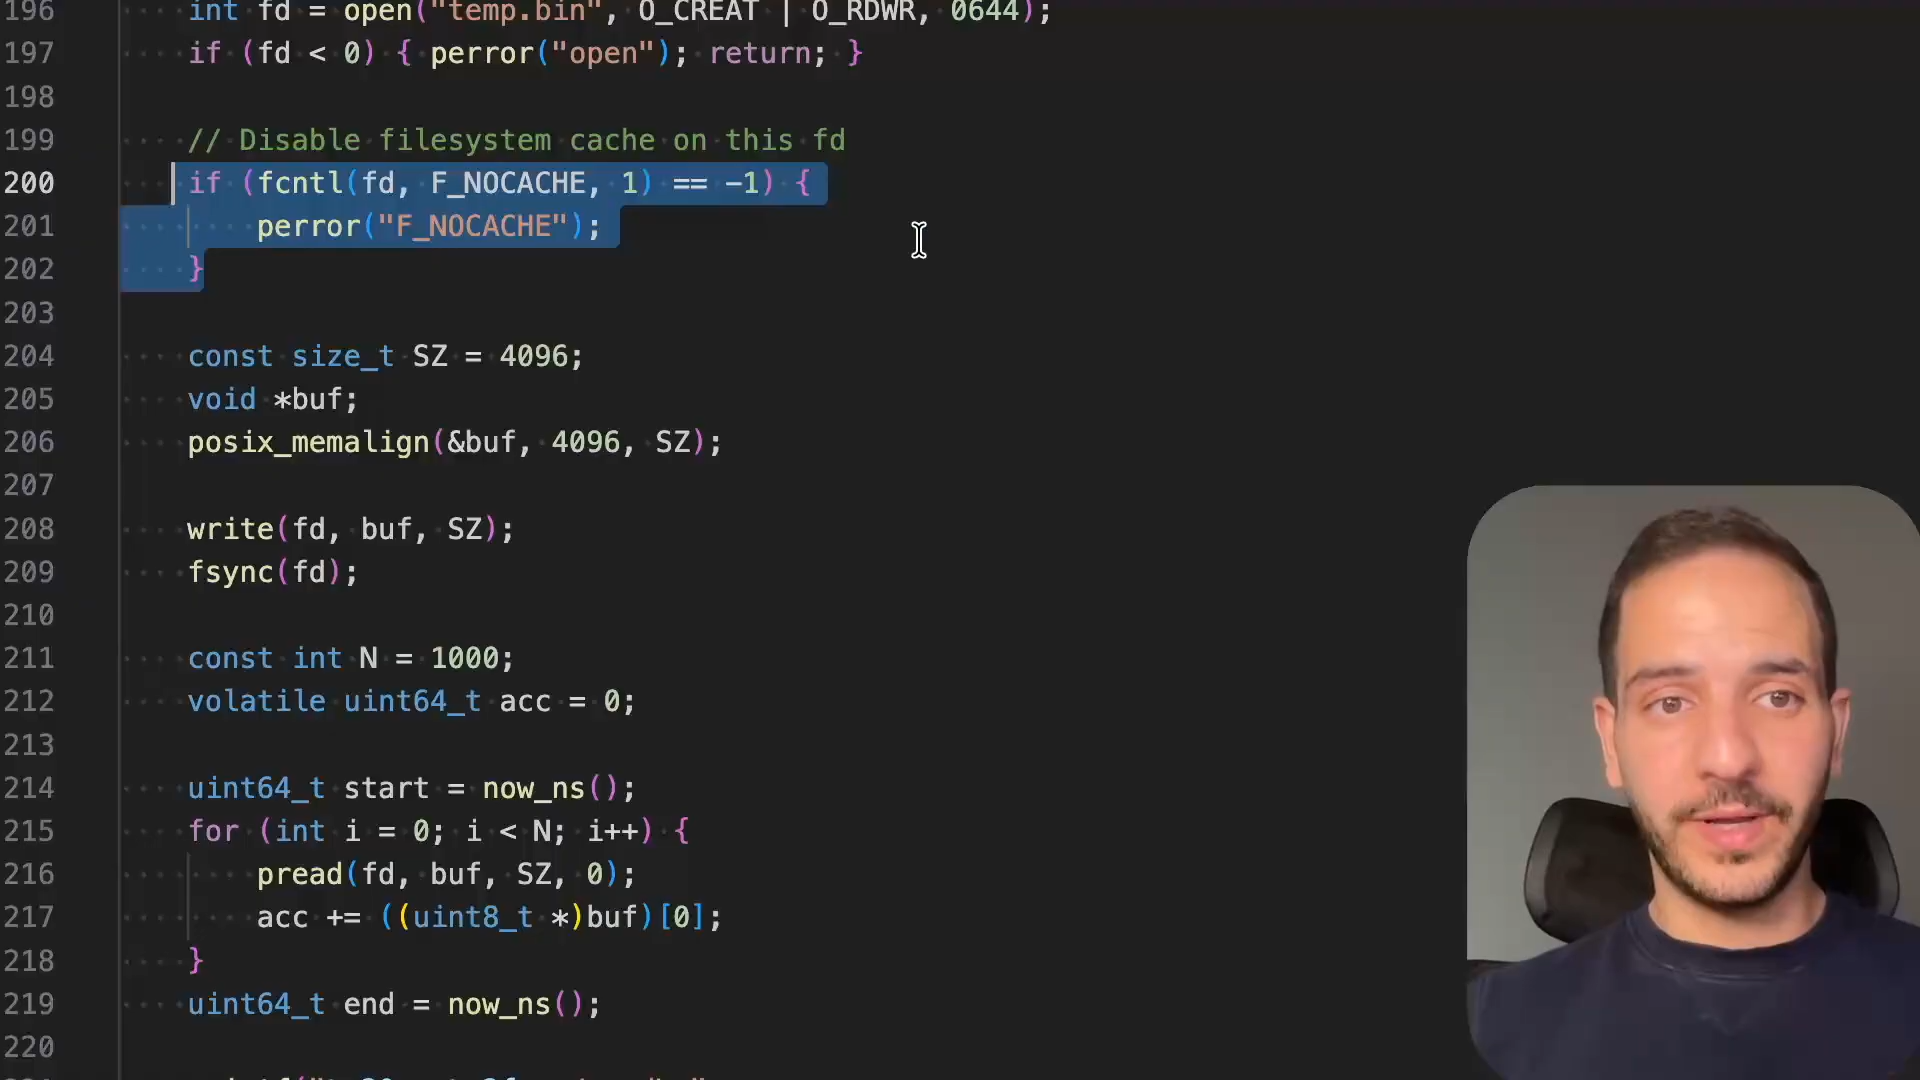 196 int fd = open("temp.bin", O_CREAT | O_RDWR, 0644);
197 if (fd < 0) { perror("open"); return; }
198
199 // Disable filesystem cache on this fd
200 if (fcntl(fd, F_NOCACHE, 1) == -1) {
201 perror("F_NOCACHE");
202 }
203
204 const size_t SZ = 4096;
205 void *buf;
206 posix_memalign(&buf, 4096, SZ);
207
208 write(fd, buf, SZ);
209 fsync(fd);
210
211 const int N = 1000;
212 volatile uint64_t acc = 0;
213
214 uint64_t start = now_ns();
215 for (int i = 0; i < N; i++) {
216 pread(fd, buf, SZ, 0);
217 acc += ((uint8_t *)buf)[0];
218 }
219 uint64_t end = now_ns();
220